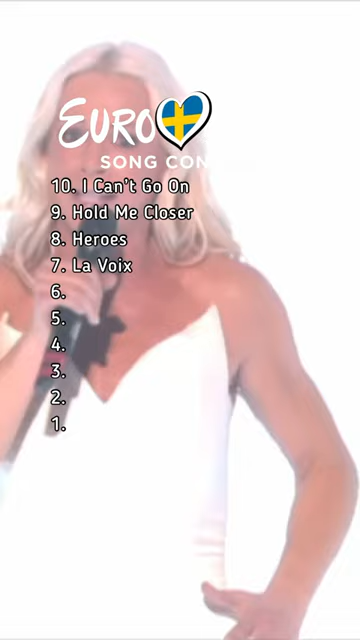 EURO
SONG CON
10. I Can't Go On
9. Hold Me Closer
8. Heroes
7. La Voix
6.
5.
4.
3.
2.
1.